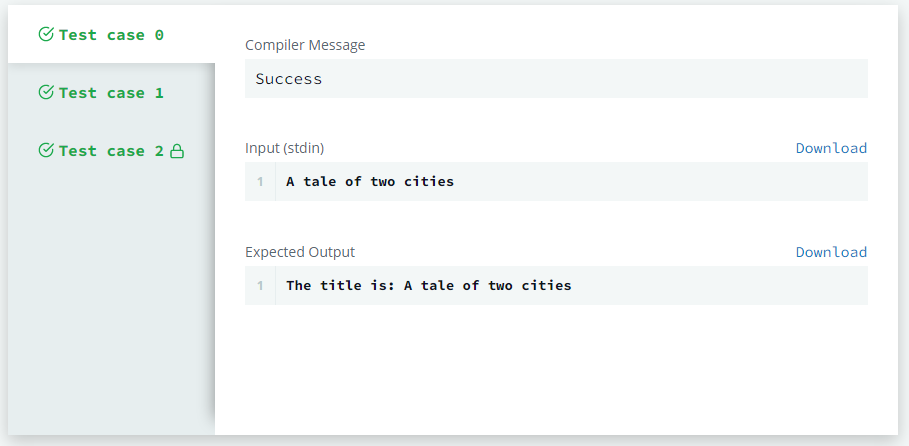 Test case 0
Test case 1
Test case 2
Compiler Message
Success
Input (stdin)
Download
1 A tale of two cities
Expected Output
Download
1 The title is: A tale of two cities